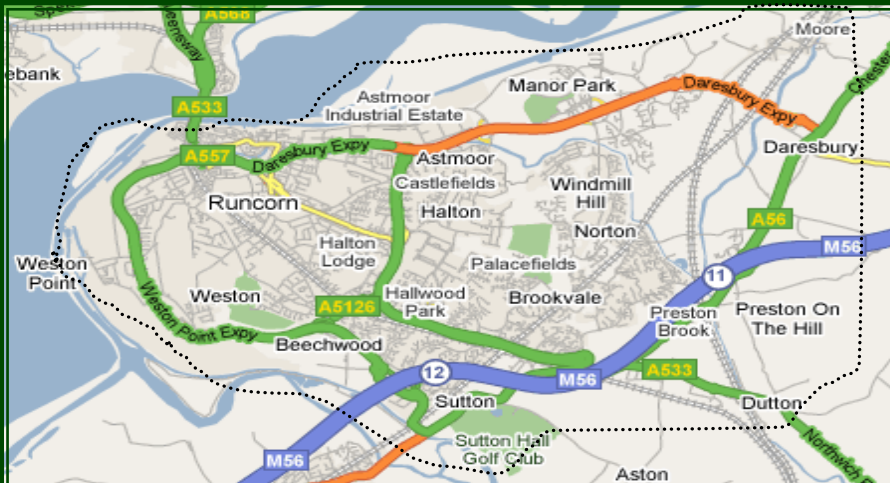 A568
Moore
ebank
A533
Manor Park
Daresbury Expy
Astmoor
Industrial Estate
A557
Daresbury Expy
Astmoor
Daresbury
Castlefields
Windmill
Hill
Runcorn
Halton
A56
Norton
Halton
Lodge
M56
Weston
Point
Palacefields
11
Weston
A5126
Hallwood
Park
Brookvale
Preston
Brook
Preston On
The Hill
Weston Point Expy
Beechwood
12
M56
A533
Sutton
Dutton
Sutton Hall
Golf Club
M56
Aston